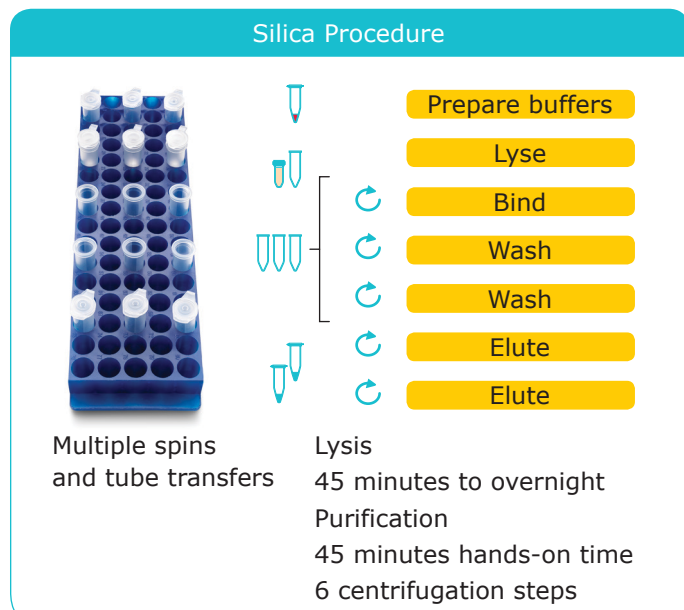 Silica Procedure
Prepare buffers
Lyse
Bind
Wash
Wash
Elute
Elute
Multiple spins
and tube transfers
Lysis
45 minutes to overnight
Purification
45 minutes hands-on time
6 centrifugation steps